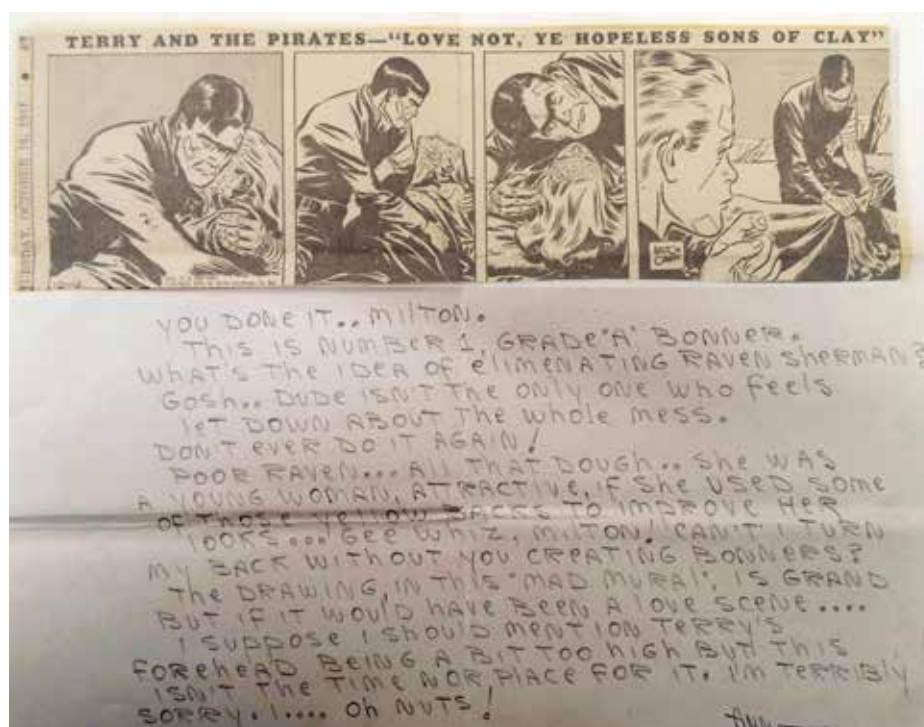 TERRY AND THE PIRATES—"LOVE NOT, YE HOPELESS SONS OF CLAY"
OCTOBER
YOU DONE IT.. MILTON.
THIS IS NUMBER 1, GRADE "A" BONNER.
WHAT'S THE IDEA OF ELIMENATING RAVEN SHERMAN?
GOSH.. DUDE ISN'T THE ONLY ONE WHO FEELS
LET DOWN ABOUT THE WHOLE MESS.
DON'T EVER DO IT AGAIN!
POOR RAVEN... ALL THAT DOUGH.. SHE WAS
A YOUNG WOMAN, ATTRACTIVE, IF SHE USED SOME
OF THOSE YELLOW BACKS TO IMPROVE HER
LOOKS.... GEE WHIZ, MILTON! CAN'T I TURN
MY BACK WITHOUT YOU CREATING BONNERS?
THE DRAWING, IN THIS "MAD MURAL", IS GRAND
BUT IF IT WOULD HAVE BEEN A LOVE SCENE....
I SUPPOSE I SHOULD MENTION TERRY'S
FOREHEAD BEING A BIT TOO HIGH BUT THIS
ISN'T THE TIME NOR PLACE FOR IT. I'M TERRIBLY
SORRY. I.... OH NUTS!